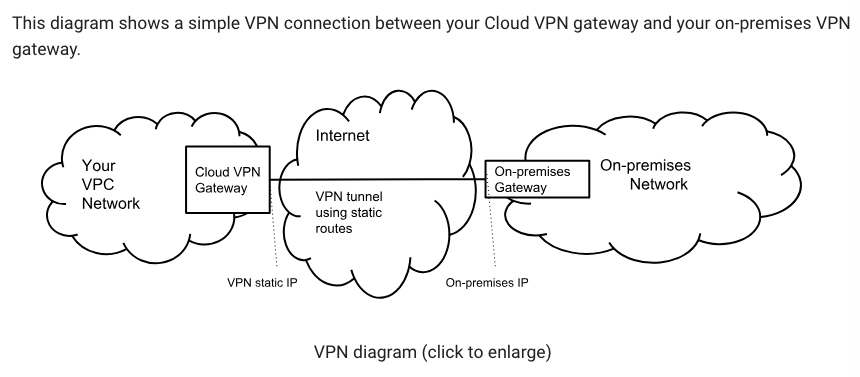 This diagram shows a simple VPN connection between your Cloud VPN gateway and your on-premises VPN
gateway.
Internet
Your
VPC
Network
Cloud VPN
Gateway
VPN tunnel
using static
routes
On-premises
Gateway
On-premises
Network
VPN static IP
On-premises IP
VPN diagram (click to enlarge)